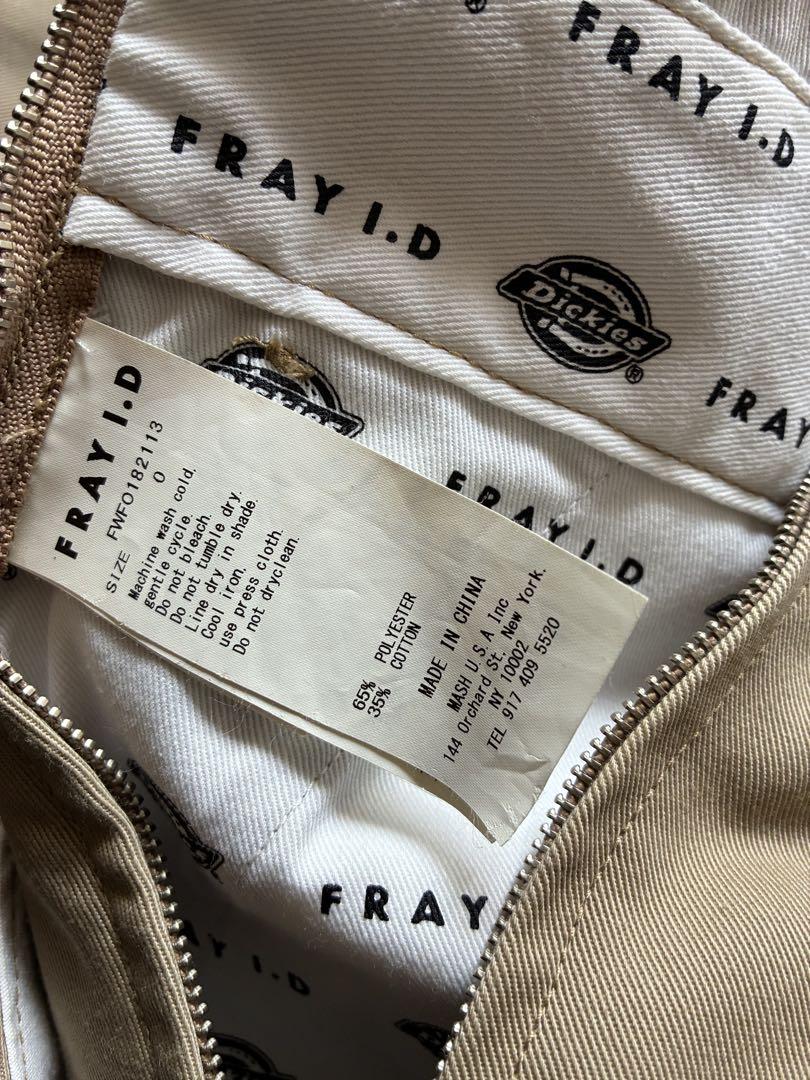 FRAY I.D
FRAY I.D
Dickies
®
FRAY
FRAY I.D
FWFO182113
SIZE 0
Machine wash cold.
gentle cycle.
Do not bleach.
Do not tumble dry.
Line dry in shade.
Cool iron.
use press cloth.
Do not dryclean.
65% POLYESTER
35% COTTON
MADE IN CHINA
MASH U S A Inc
144 Orchard St. New York.
NY 10002
TEL 917 409 5520
Dickies
FRAY I.D
FRAY
AY I.D